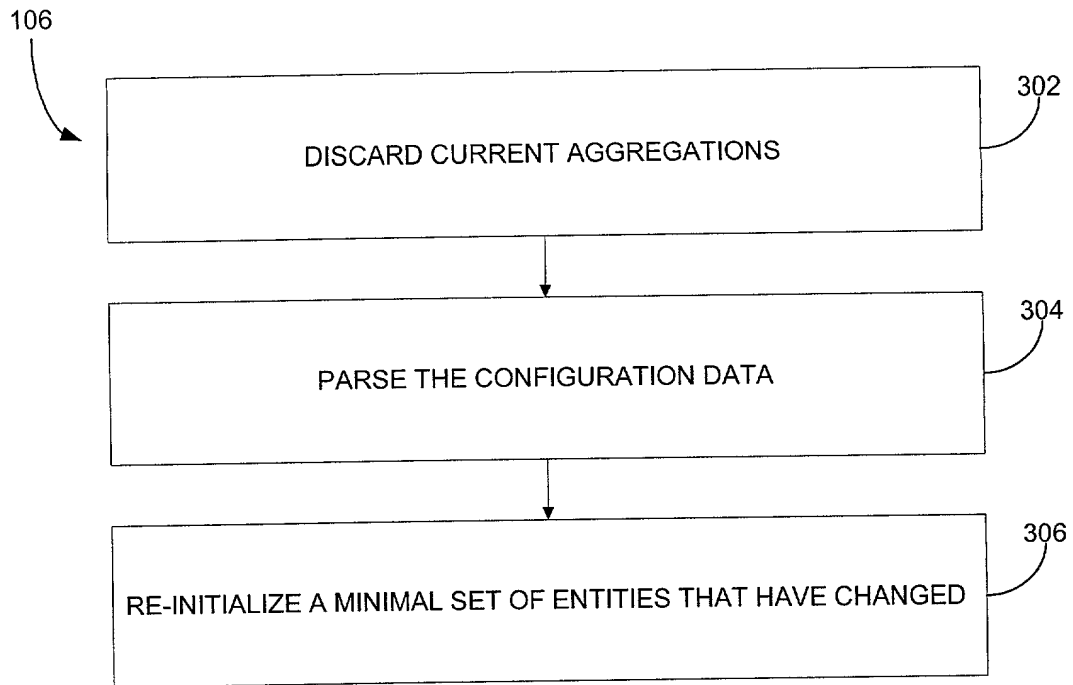 106
302
DISCARD CURRENT AGGREGATIONS
304
PARSE THE CONFIGURATION DATA
306
RE-INITIALIZE A MINIMAL SET OF ENTITIES THAT HAVE CHANGED